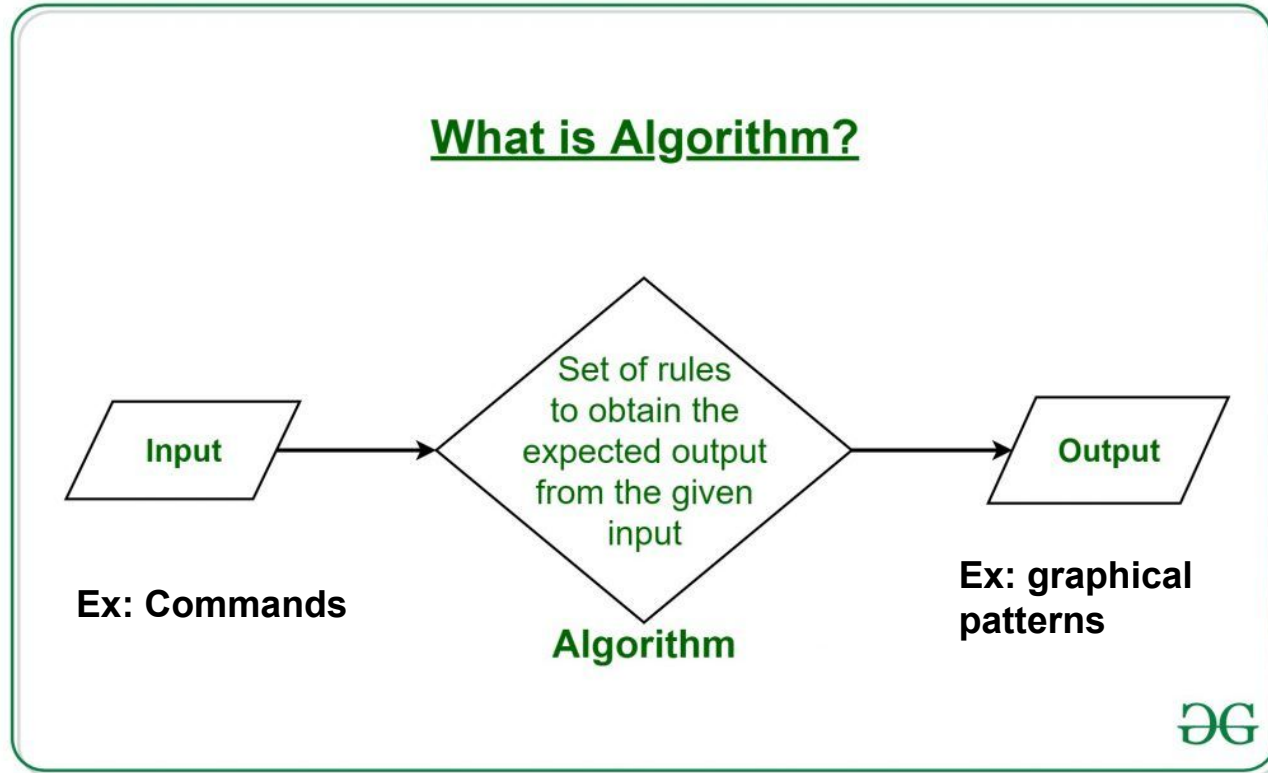 What is Algorithm?
Set of rules
to obtain the
expected output
from the given
input
Input
Output
Ex: Commands
Ex: graphical
patterns
Algorithm